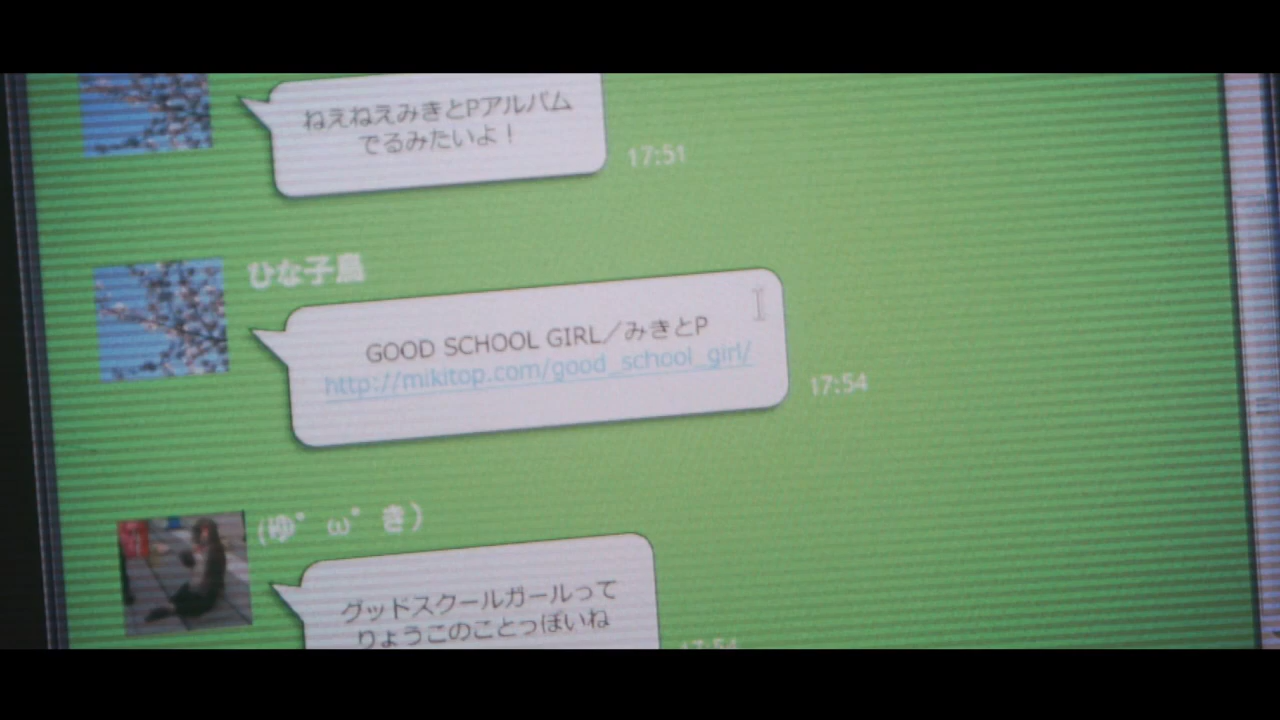 ねえねえみきとPアルバム
でるみたいよ！
17:51
ひな子島
GOOD SCHOOL GIRL／みきとP
http://mikitop.com/good_school_girl/
17:54
(ゆ゜ω゜き)
グッドスクールガールって
りょうこのことっぽいね
17:54